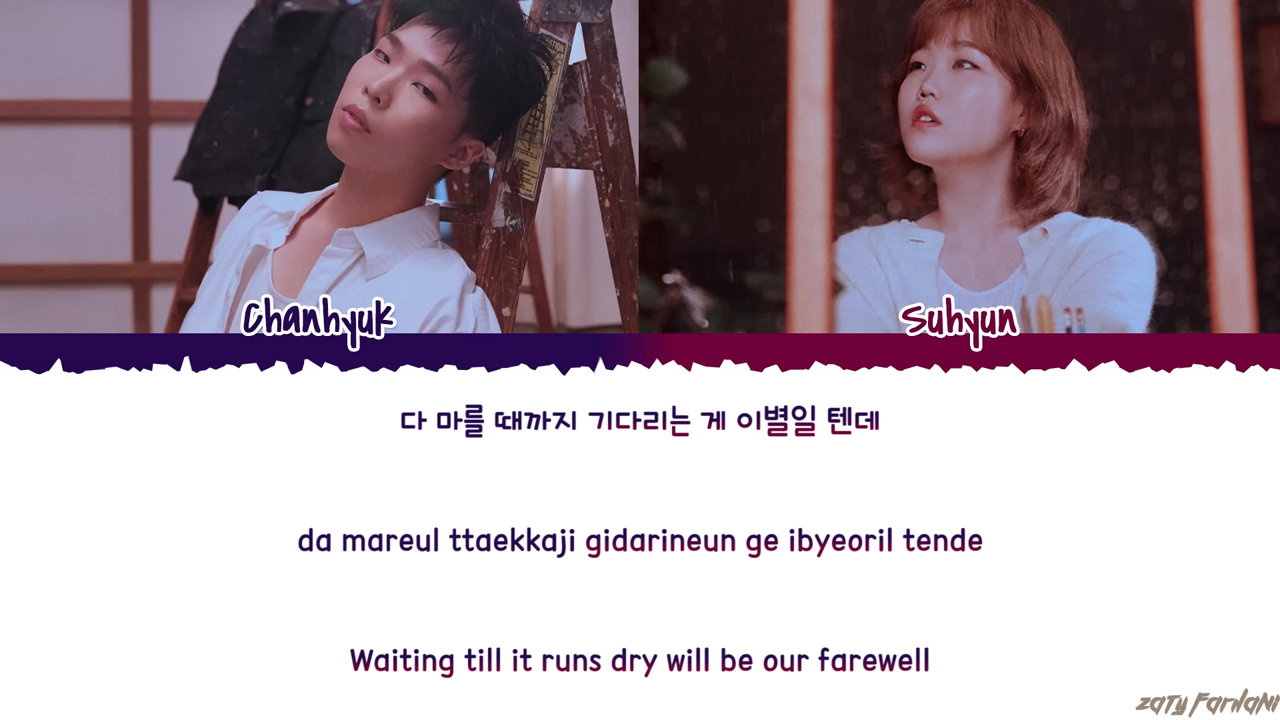 Chanhyuk
Suhyun
다 마를 때까지 기다리는 게 이별일 텐데
da mareul ttaekkaji gidarineun ge ibyeoril tende
Waiting till it runs dry will be our farewell
ZATY FARHANI